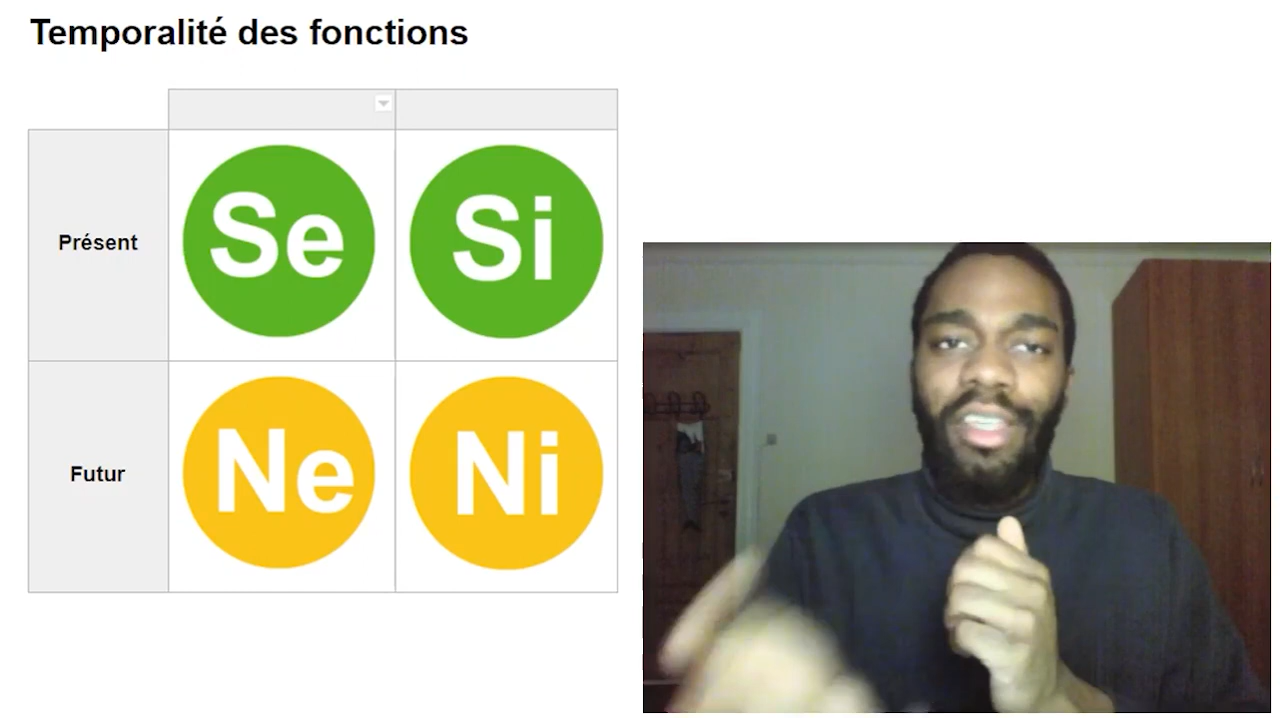 Temporalité des fonctions
Présent
Se
Si
Futur
Ne
Ni